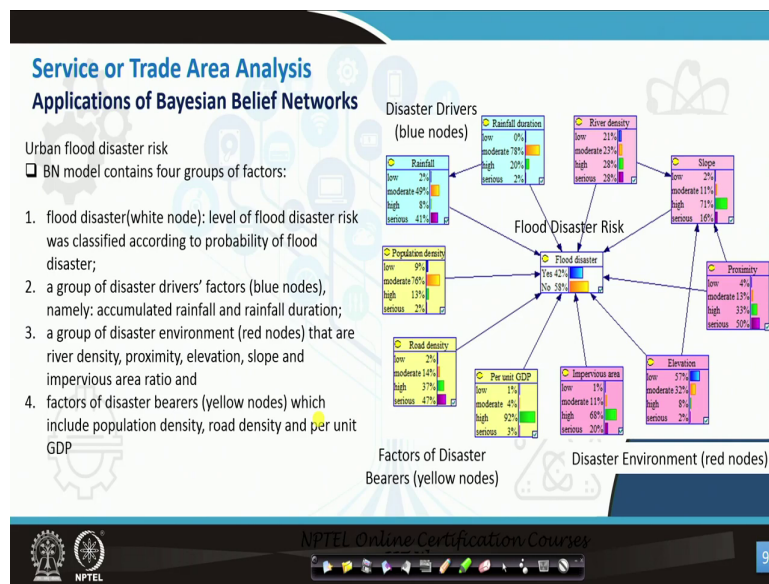 Service or Trade Area Analysis
Applications of Bayesian Belief Networks
Urban flood disaster risk
BN model contains four groups of factors:
1. flood disaster(white node): level of flood disaster risk
was classified according to probability of flood
disaster;
2. a group of disaster drivers' factors (blue nodes),
namely: accumulated rainfall and rainfall duration;
3. a group of disaster environment (red nodes) that are
river density, proximity, elevation, slope and
impervious area ratio and
4. factors of disaster bearers (yellow nodes) which
include population density, road density and per unit
GDP
Disaster Drivers
(blue nodes)
Rainfall duration
low 0%
moderate 78%
high 20%
serious 2%
River density
low 21%
moderate 23%
high 28%
serious 28%
Rainfall
low 2%
moderate 49%
high 8%
serious 41%
Slope
low 2%
moderate 11%
high 71%
serious 16%
Flood Disaster Risk
Population density
low 9%
moderate 76%
high 13%
serious 2%
Flood disaster
Yes 42%
No 58%
Proximity
low 4%
moderate 13%
high 33%
serious 50%
Road density
low 2%
moderate 14%
high 37%
serious 47%
Per unit GDP
low 1%
moderate 4%
high 92%
serious 3%
Impervious area
low 1%
moderate 11%
high 68%
serious 20%
Elevation
low 57%
moderate 32%
high 8%
serious 2%
Factors of Disaster
Bearers (yellow nodes)
Disaster Environment (red nodes)
NPTEL
NPTEL Online Certification Courses
9